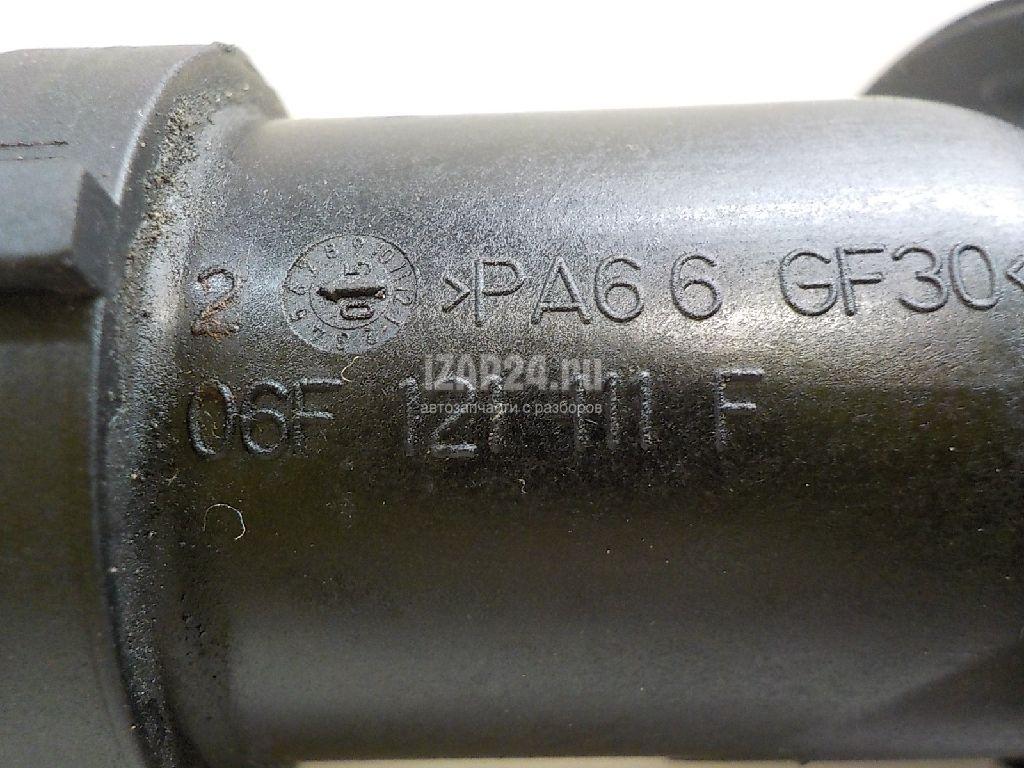 2 >PA66 GF30<
IZAP24.ru
автозапчасти с разборов
06F 121 111 F